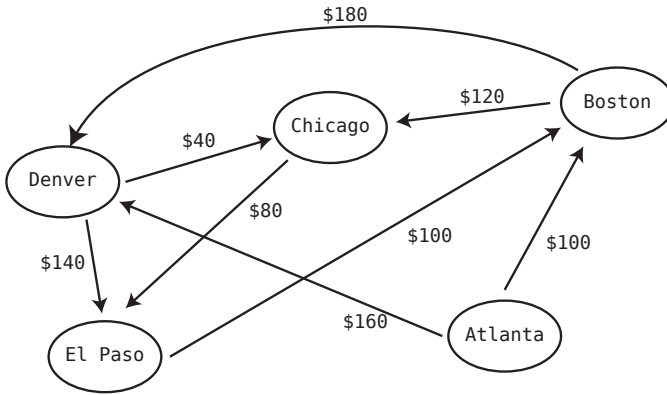 $180
$120
Boston
Chicago
$40
Denver
$80
$100
$100
$140
$160
Atlanta
El Paso